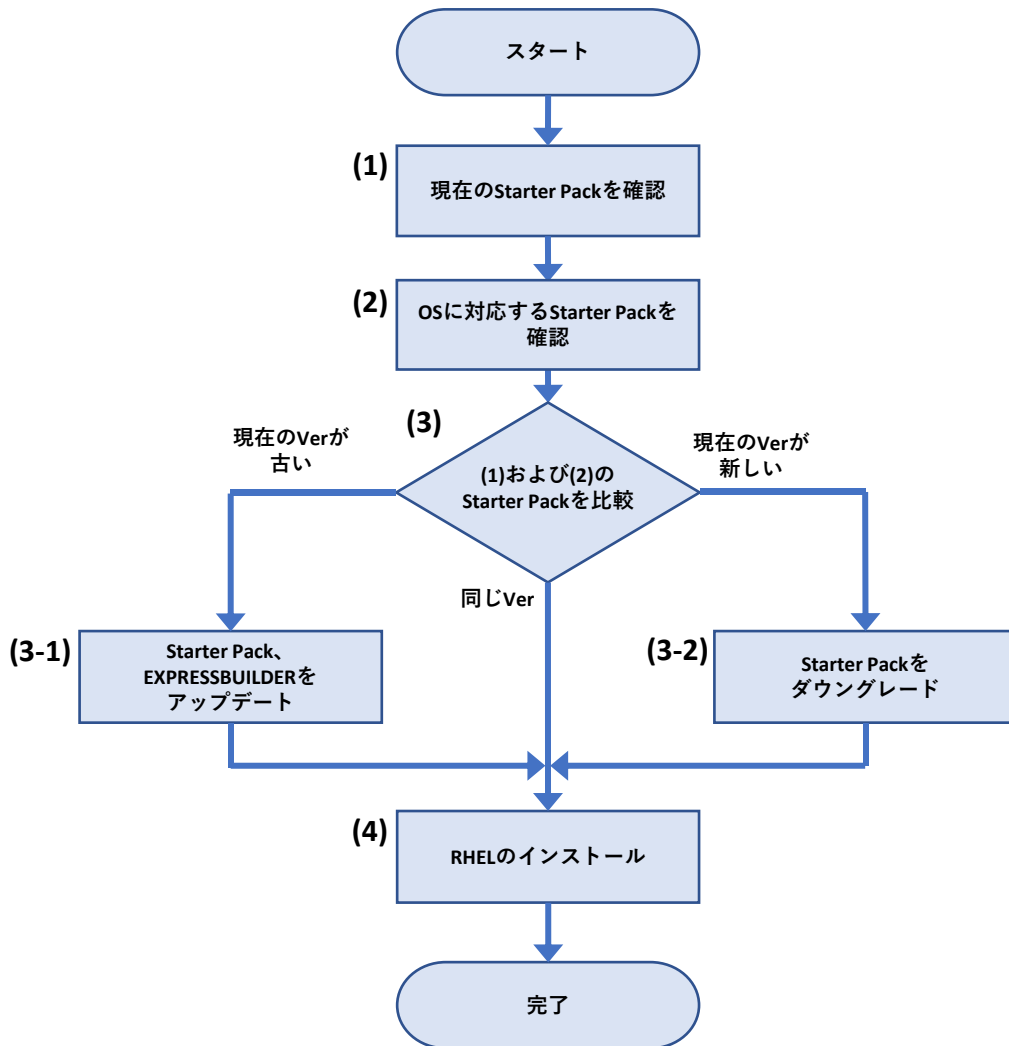 スタート
(1)
現在のStarter Packを確認
(2)
OSに対応するStarter Packを
確認
(3)
現在のVerが
古い
(1)および(2)の
Starter Packを比較
現在のVerが
新しい
同じVer
(3-1)
Starter Pack、
EXPRESSBUILDERを
アップデート
(3-2)
Starter Packを
ダウングレード
(4)
RHELのインストール
完了